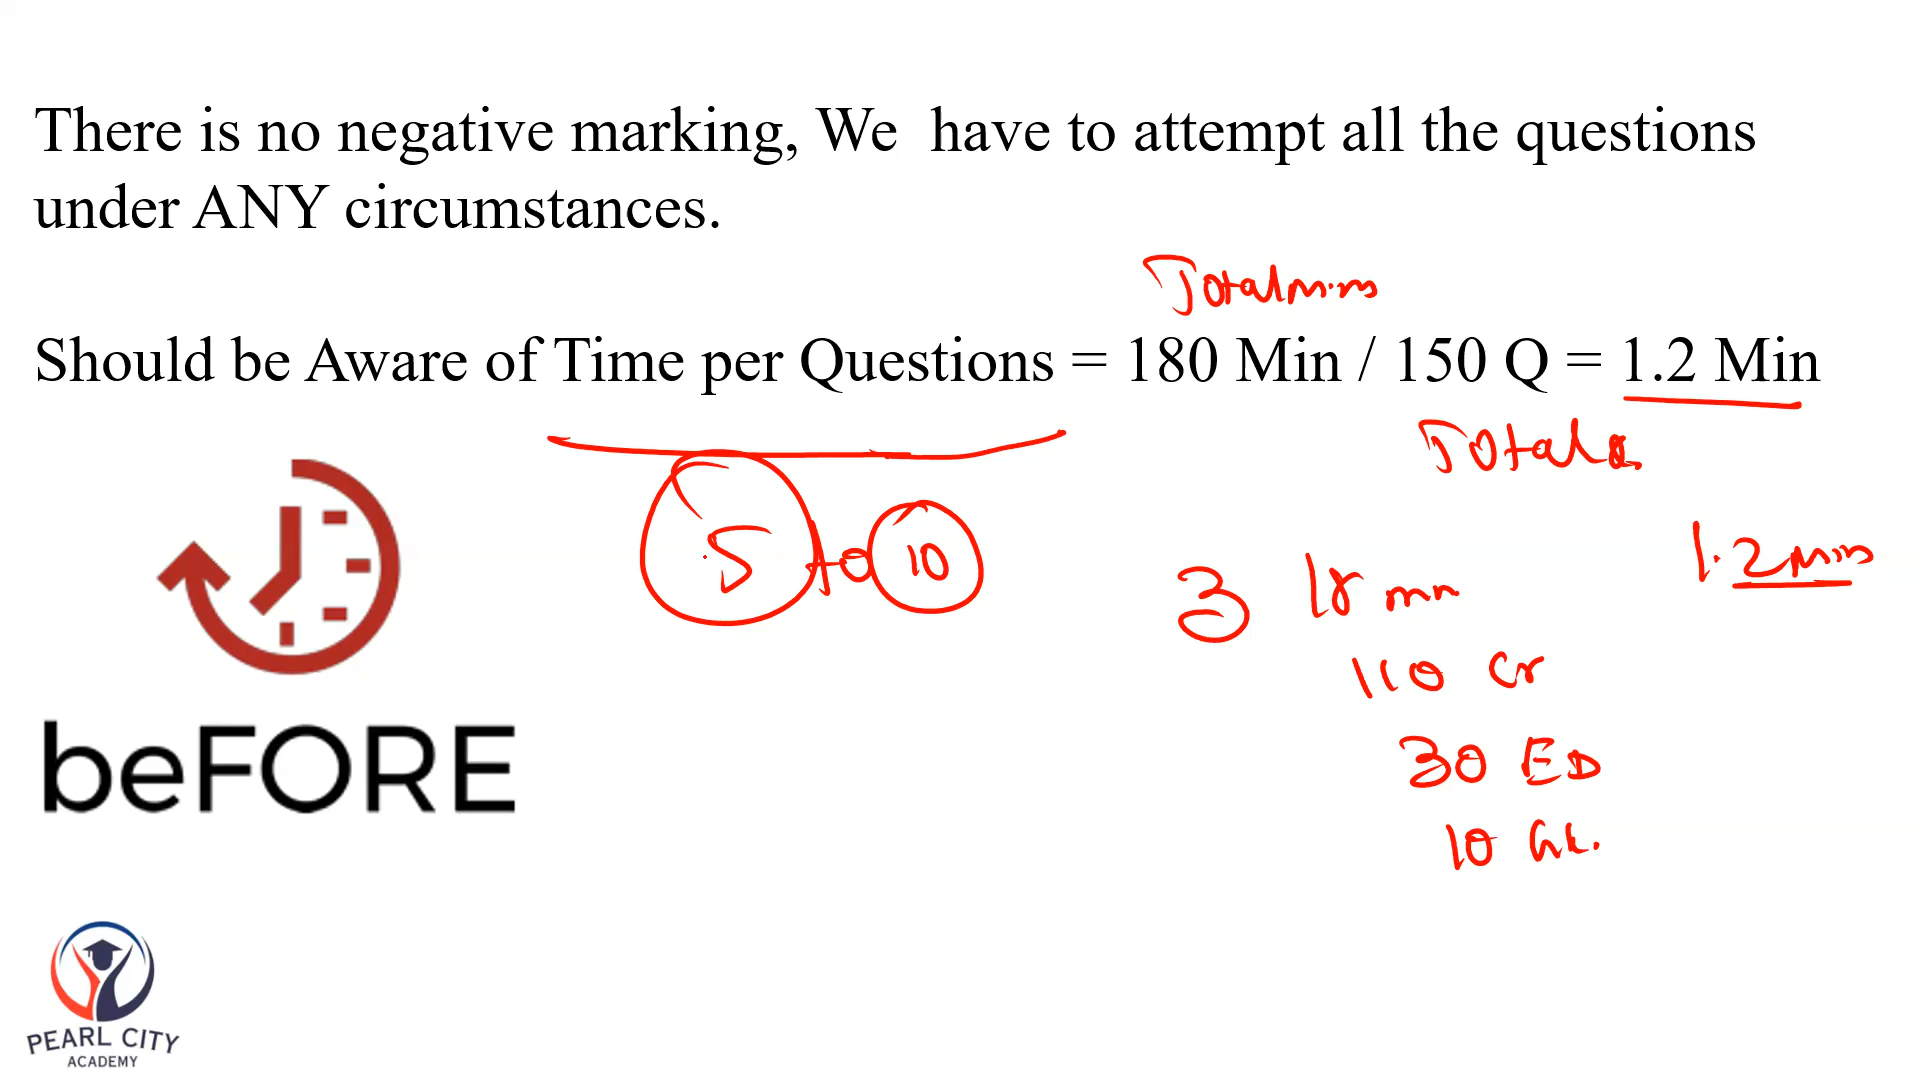 There is no negative marking, We have to attempt all the questions
under ANY circumstances.
Total mins
Should be Aware of Time per Questions = 180 Min / 150 Q = 1.2 Min
Total Q.
5 to 10
1.2 mins
3
18 mn
110 Cr
30 ED
10 GK.
beFORE
PEARL CITY
ACADEMY